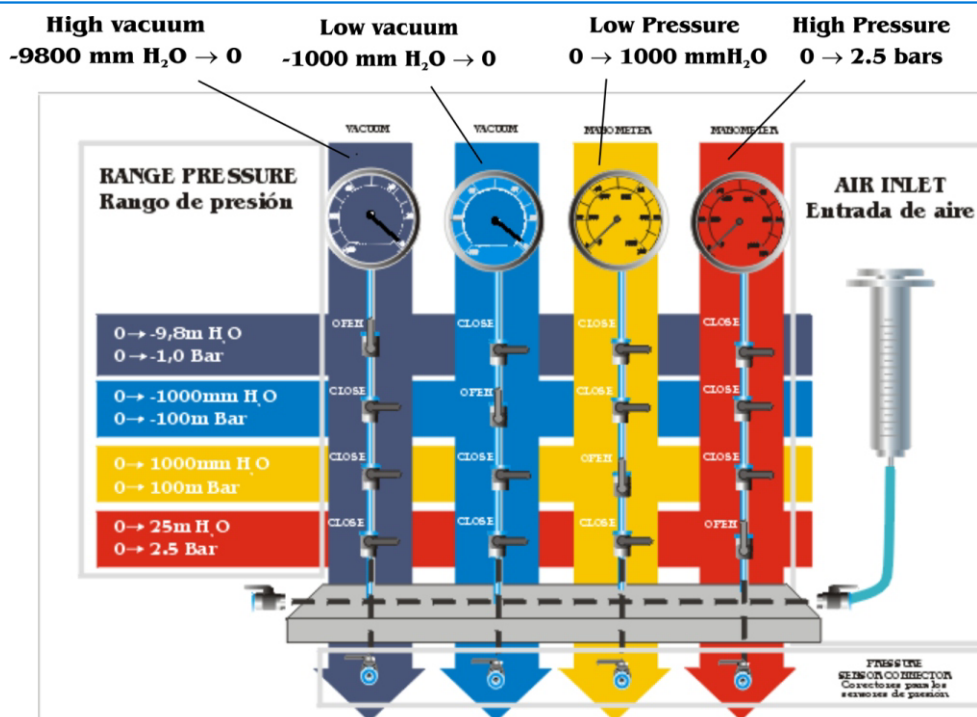 High vacuum
-9800 mm H₂O → 0
Low vacuum
-1000 mm H₂O → 0
Low Pressure
0 → 1000 mmH₂O
High Pressure
0 → 2.5 bars
VACUUM
VACUUM
MANOMETER
MANOMETER
RANGE PRESSURE
Rango de presión
AIR INLET
Entrada de aire
0→ -9,8m H₂O
0→ -1,0 Bar
OPEN
CLOSE
CLOSE
CLOSE
0→ -1000mm H₂O
0→ -100m Bar
CLOSE
OPEN
CLOSE
CLOSE
0→ 1000mm H₂O
0→ 100m Bar
CLOSE
CLOSE
OPEN
CLOSE
0→ 25m H₂O
0→ 2.5 Bar
CLOSE
CLOSE
CLOSE
OPEN
PRESSURE
SENSOR CONNECTOR
Conectores para los
sensores de presión